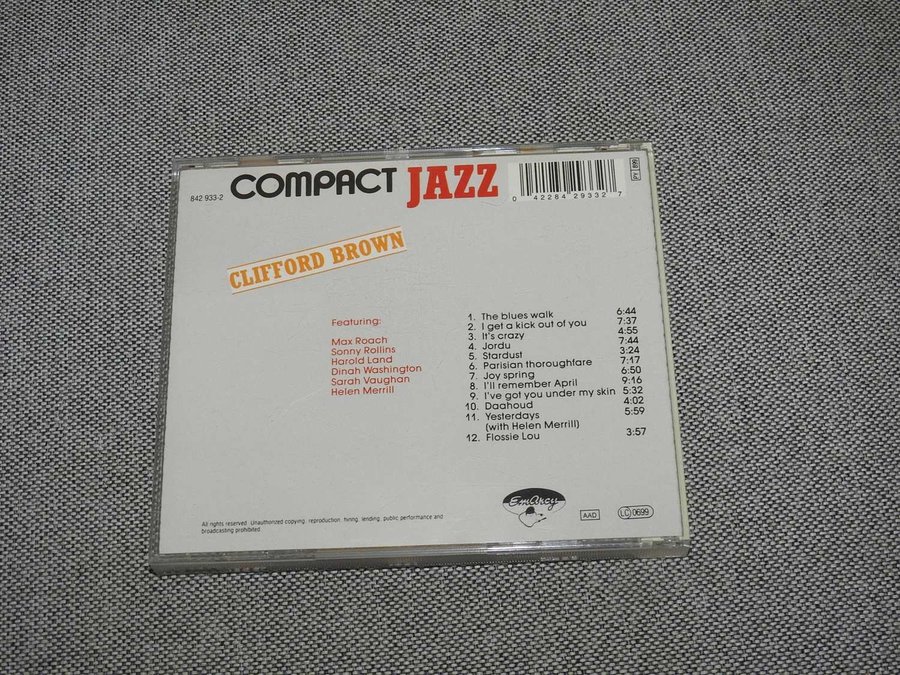 842 933-2
COMPACT JAZZ
0 42284 29332 7
PY 899
CLIFFORD BROWN
Featuring:
Max Roach
Sonny Rollins
Harold Land
Dinah Washington
Sarah Vaughan
Helen Merrill
1. The blues walk 6:44
2. I get a kick out of you 7:37
3. It's crazy 4:55
4. Jordu 7:44
5. Stardust 3:24
6. Parisian thoroughfare 7:17
7. Joy spring 6:50
8. I'll remember April 9:16
9. I've got you under my skin 5:32
10. Daahoud 4:02
11. Yesterdays 5:59
(with Helen Merrill)
12. Flossie Lou 3:57
EmArcy
AAD
LC 0699
All rights reserved. Unauthorized copying, reproduction, hiring, lending, public performance and
broadcasting prohibited.